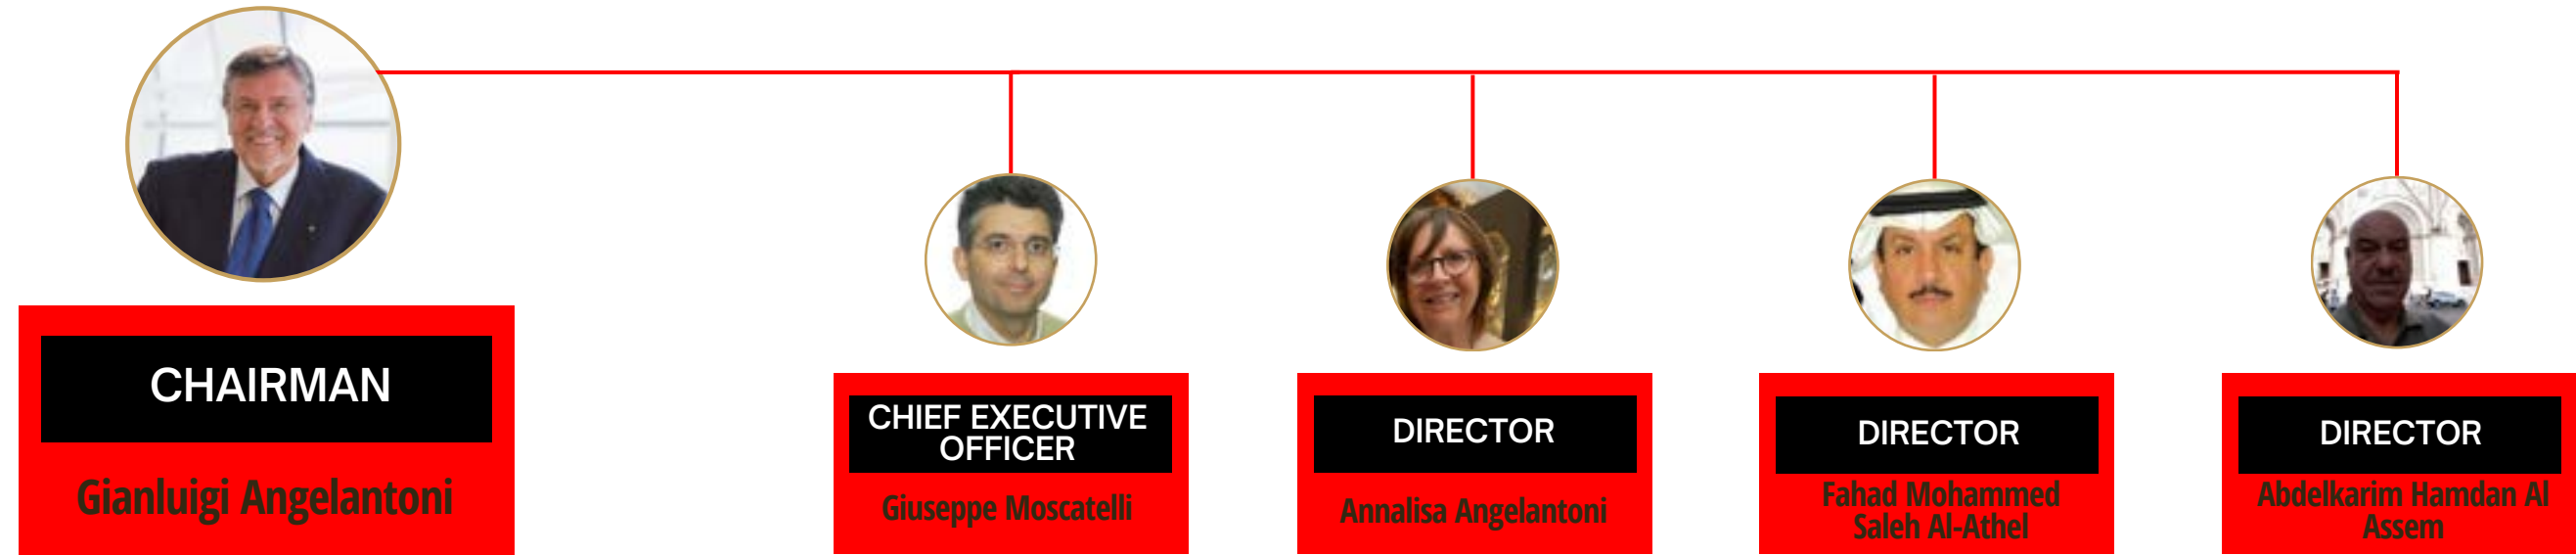 CHAIRMAN
Gianluigi Angelantoni
CHIEF EXECUTIVE
OFFICER
Giuseppe Moscatelli
DIRECTOR
Annalisa Angelantoni
DIRECTOR
Fahad Mohammed
Saleh Al-Athel
DIRECTOR
Abdelkarim Hamdan Al
Assem